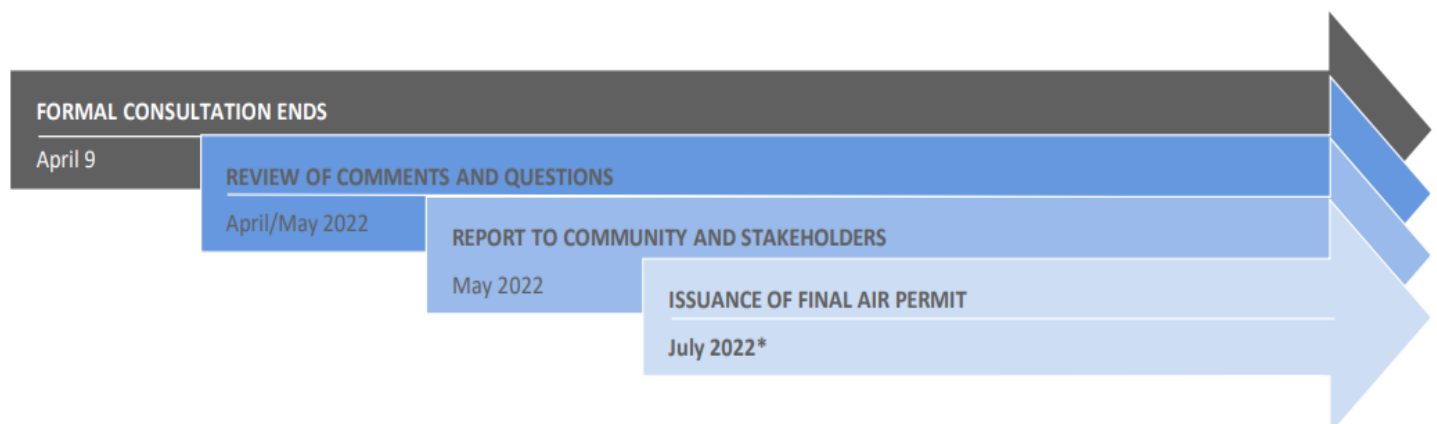 FORMAL CONSULTATION ENDS
April 9
REVIEW OF COMMENTS AND QUESTIONS
April/May 2022
REPORT TO COMMUNITY AND STAKEHOLDERS
May 2022
ISSUANCE OF FINAL AIR PERMIT
July 2022*